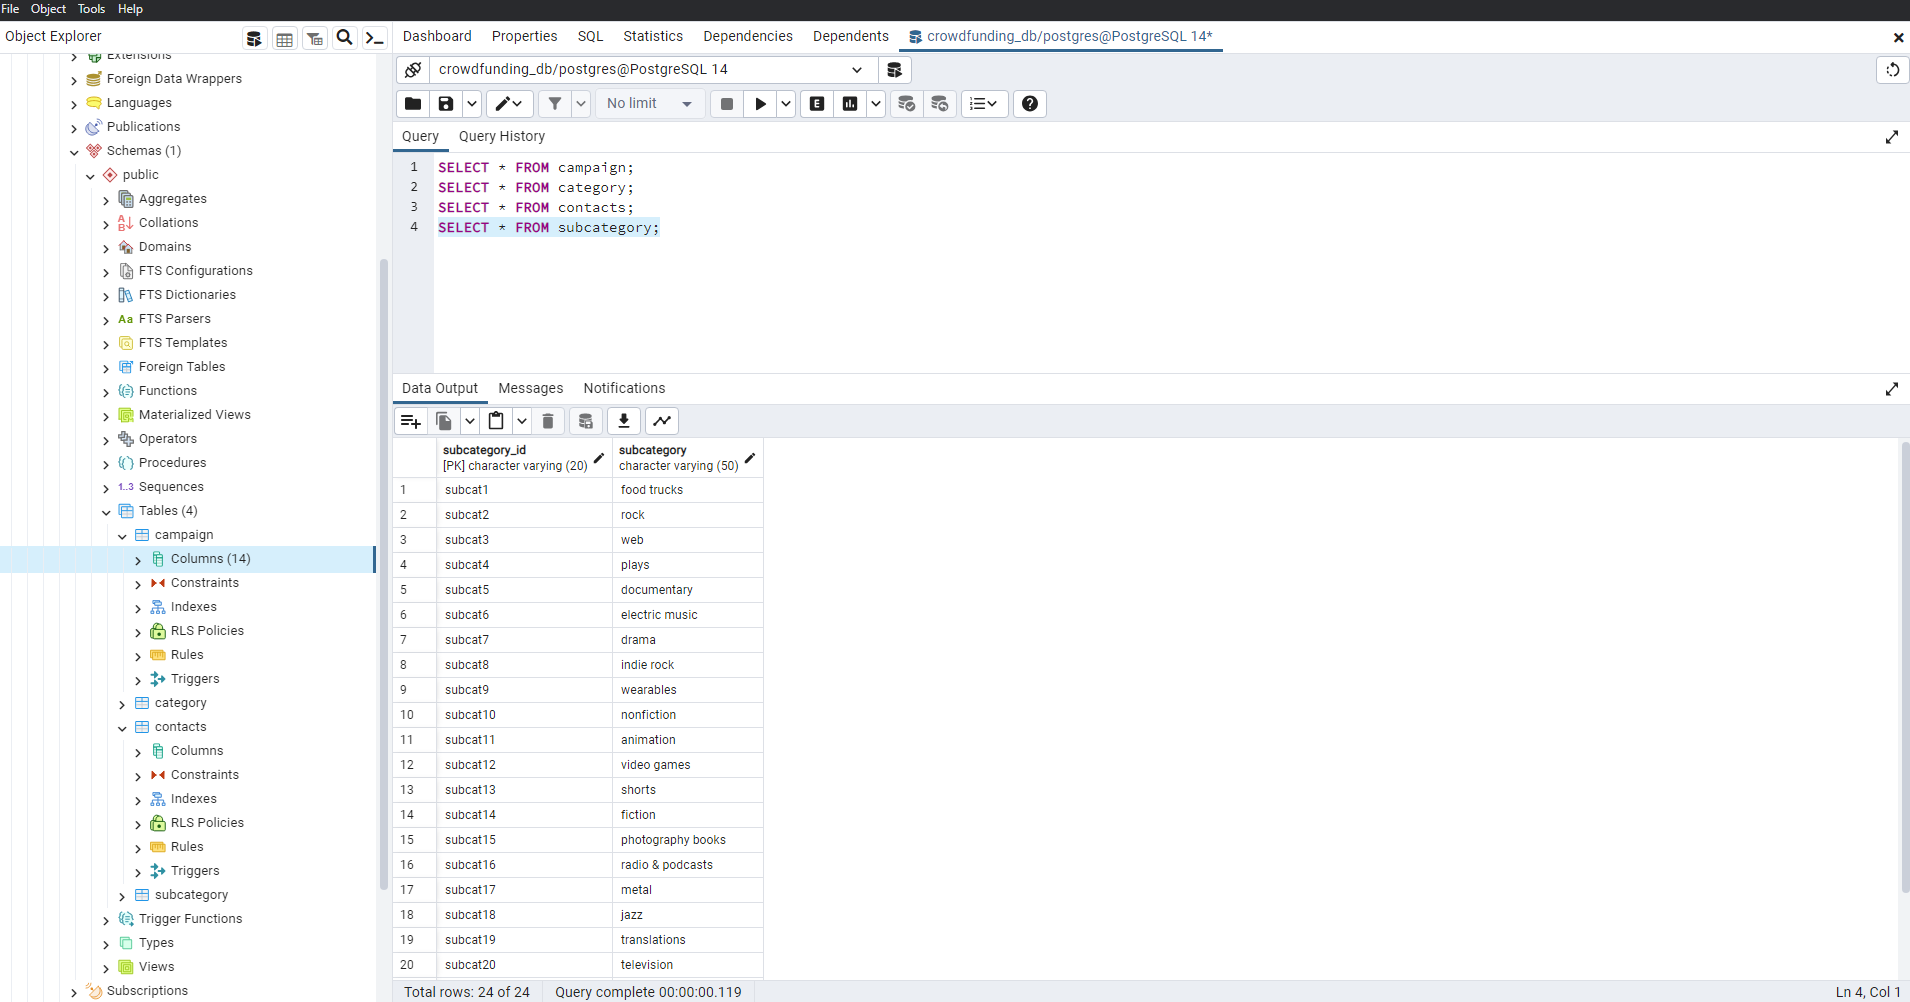 File Object Tools Help
Object Explorer
Extensions
Foreign Data Wrappers
Languages
Publications
Schemas (1)
public
Aggregates
Collations
Domains
FTS Configurations
FTS Dictionaries
Aa FTS Parsers
FTS Templates
Foreign Tables
Functions
Materialized Views
Operators
Procedures
1..3 Sequences
Tables (4)
campaign
Columns (14)
Constraints
Indexes
RLS Policies
Rules
Triggers
category
contacts
Columns
Constraints
Indexes
RLS Policies
Rules
Triggers
subcategory
Trigger Functions
Types
Views
Subscriptions
Dashboard Properties SQL Statistics Dependencies Dependents crowdfunding_db/postgres@PostgreSQL 14*
crowdfunding_db/postgres@PostgreSQL 14
No limit E
Query Query History
1 SELECT * FROM campaign;
2 SELECT * FROM category;
3 SELECT * FROM contacts;
4 SELECT * FROM subcategory;
Data Output Messages Notifications
subcategory_id subcategory
[PK] character varying (20) character varying (50)
1 subcat1 food trucks
2 subcat2 rock
3 subcat3 web
4 subcat4 plays
5 subcat5 documentary
6 subcat6 electric music
7 subcat7 drama
8 subcat8 indie rock
9 subcat9 wearables
10 subcat10 nonfiction
11 subcat11 animation
12 subcat12 video games
13 subcat13 shorts
14 subcat14 fiction
15 subcat15 photography books
16 subcat16 radio & podcasts
17 subcat17 metal
18 subcat18 jazz
19 subcat19 translations
20 subcat20 television
Total rows: 24 of 24 Query complete 00:00:00.119 Ln 4, Col 1